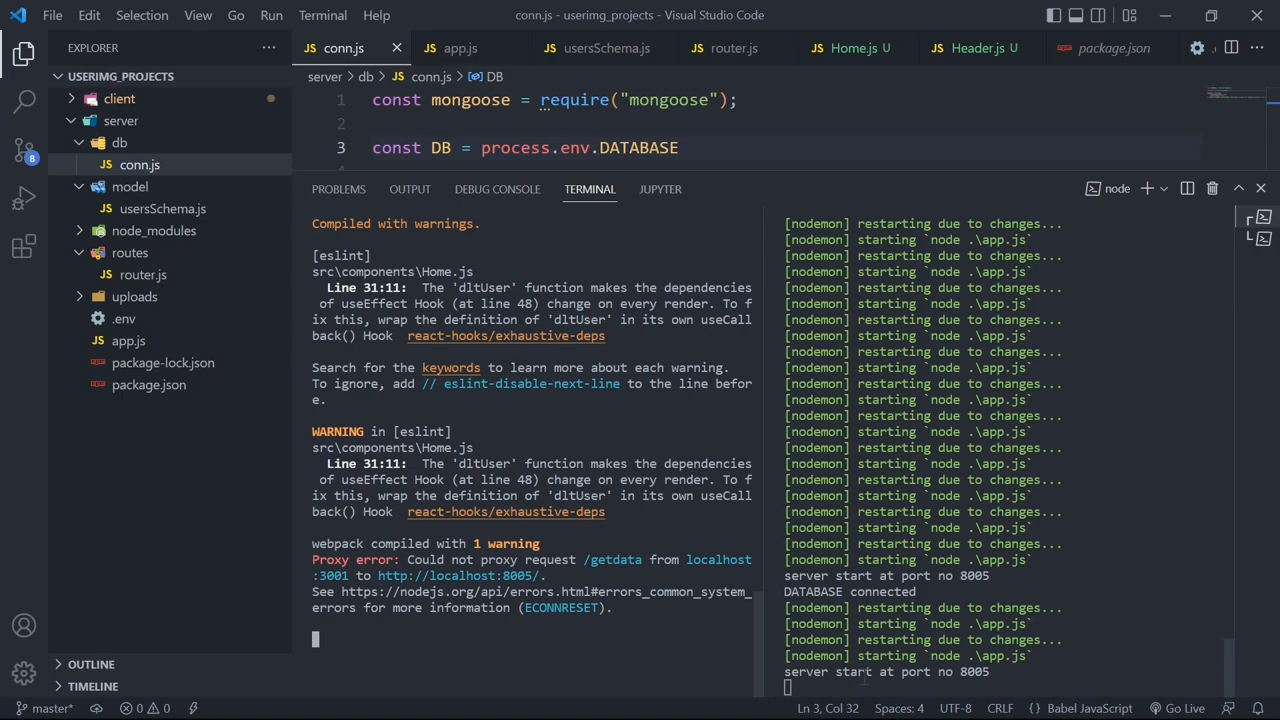 File Edit Selection View Go Run Terminal Help conn.js - userimg_projects - Visual Studio Code
EXPLORER
conn.js app.js usersSchema.js router.js Home.js U Header.js U package.json
USERIMG_PROJECTS
client
server
db
conn.js
model
usersSchema.js
node_modules
routes
router.js
uploads
.env
app.js
package-lock.json
package.json
OUTLINE
TIMELINE
8
server > db > JS conn.js > DB
1 const mongoose = require("mongoose");
2
3 const DB = process.env.DATABASE
PROBLEMS OUTPUT DEBUG CONSOLE TERMINAL JUPYTER node
Compiled with warnings.
[eslint]
src\components\Home.js
Line 31:11: The 'dltUser' function makes the dependencies
of useEffect Hook (at line 48) change on every render. To f
ix this, wrap the definition of 'dltUser' in its own useCall
back() Hook react-hooks/exhaustive-deps
Search for the keywords to learn more about each warning.
To ignore, add // eslint-disable-next-line to the line befor
e.
WARNING in [eslint]
src\components\Home.js
Line 31:11: The 'dltUser' function makes the dependencies
of useEffect Hook (at line 48) change on every render. To f
ix this, wrap the definition of 'dltUser' in its own useCall
back() Hook react-hooks/exhaustive-deps
webpack compiled with 1 warning
Proxy error: Could not proxy request /getdata from localhost
:3001 to http://localhost:8005/.
See https://nodejs.org/api/errors.html#errors_common_system_
errors for more information (ECONNRESET).
[nodemon] restarting due to changes...
[nodemon] starting `node .\app.js`
[nodemon] restarting due to changes...
[nodemon] starting `node .\app.js`
[nodemon] restarting due to changes...
[nodemon] starting `node .\app.js`
[nodemon] restarting due to changes...
[nodemon] starting `node .\app.js`
[nodemon] restarting due to changes...
[nodemon] starting `node .\app.js`
[nodemon] restarting due to changes...
[nodemon] starting `node .\app.js`
[nodemon] restarting due to changes...
[nodemon] starting `node .\app.js`
[nodemon] restarting due to changes...
[nodemon] starting `node .\app.js`
[nodemon] restarting due to changes...
[nodemon] starting `node .\app.js`
[nodemon] restarting due to changes...
[nodemon] starting `node .\app.js`
[nodemon] restarting due to changes...
[nodemon] starting `node .\app.js`
server start at port no 8005
DATABASE connected
[nodemon] restarting due to changes...
[nodemon] starting `node .\app.js`
[nodemon] restarting due to changes...
[nodemon] starting `node .\app.js`
server start at port no 8005
master* 0 0 Ln 3, Col 32 Spaces: 4 UTF-8 CRLF {} Babel JavaScript Go Live